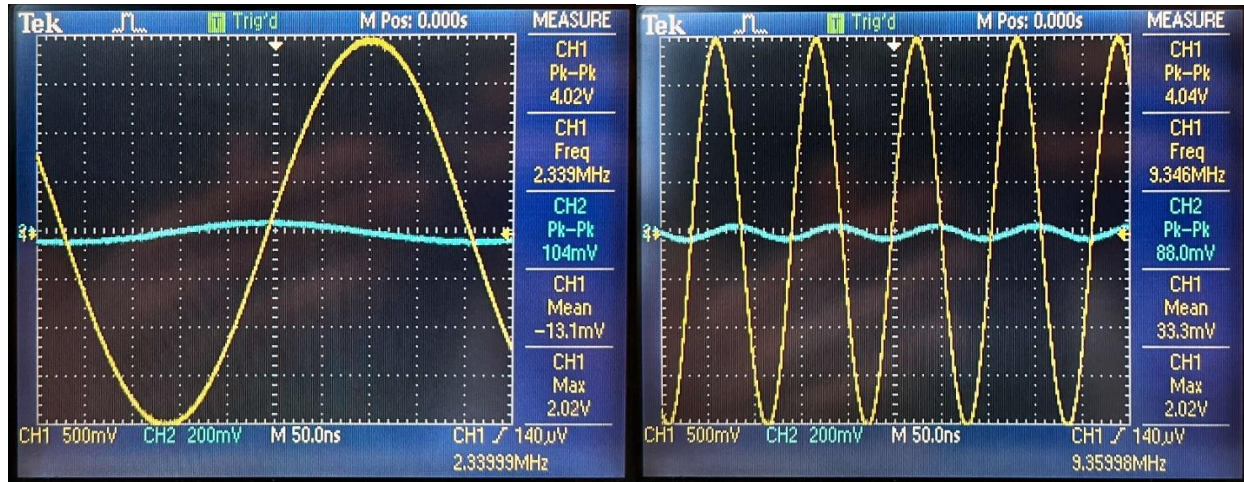 Tek Trig'd M Pos: 0.000s MEASURE
CH1
Pk-Pk
4.02V
CH1
Freq
2.339MHz
CH2
Pk-Pk
104mV
CH1
Mean
-13.1mV
CH1
Max
2.02V
CH1 500mV CH2 200mV M 50.0ns CH1 140µV
2.33999MHz
Tek Trig'd M Pos: 0.000s MEASURE
CH1
Pk-Pk
4.04V
CH1
Freq
9.346MHz
CH2
Pk-Pk
88.0mV
CH1
Mean
33.3mV
CH1
Max
2.02V
CH1 500mV CH2 200mV M 50.0ns CH1 140µV
9.35998MHz